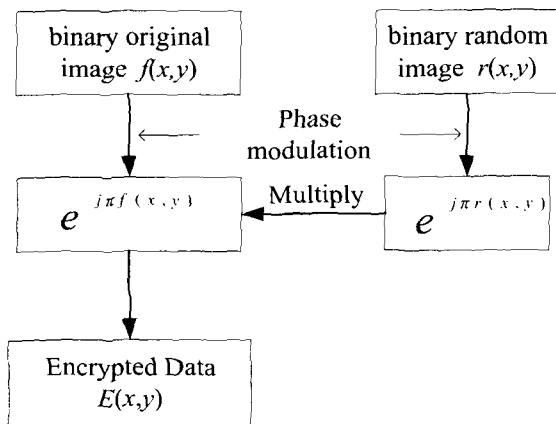 binary original
image f(x,y)
binary random
image r(x,y)
Phase
modulation
Multiply
e^{jπf(x,y)}
e^{jπr(x,y)}
Encrypted Data
E(x,y)